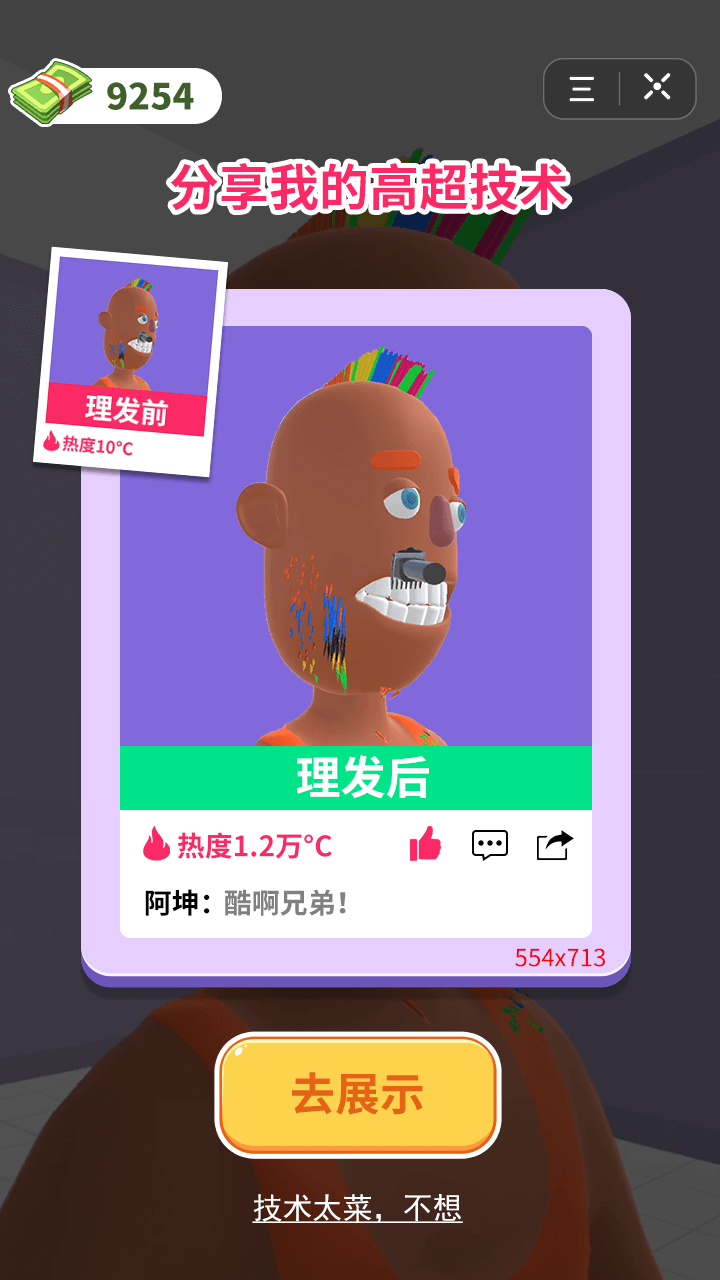 9254
分享我的高超技术
理发前
热度10℃
理发后
热度1.2万℃
阿坤：酷啊兄弟！
554x713
去展示
技术太菜，不想